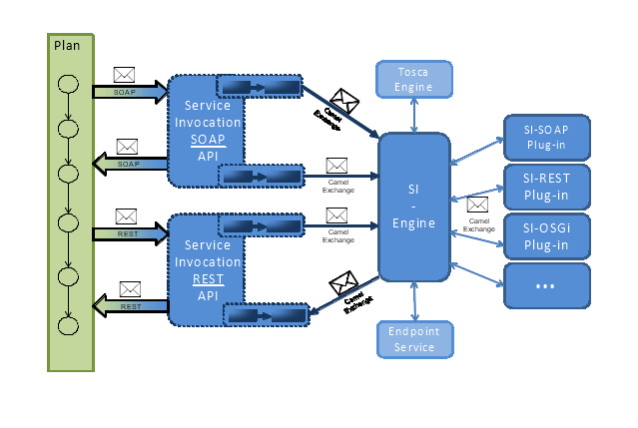 Plan
SOAP
SOAP
REST
REST
Service
Invocation
SOAP
API
Service
Invocation
REST
API
Camel
Exchange
Camel
Exchange
Camel
Exchange
Camel
Exchange
Tosca
Engine
SI
-
Engine
Endpoint
Service
Camel
Exchange
SI-SOAP
Plug-in
SI-REST
Plug-in
SI-OSGi
Plug-in
...